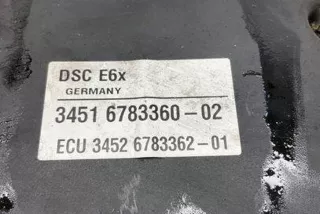 DSC E6x
GERMANY
3451 6783360-02
ECU 3452 6783362-01